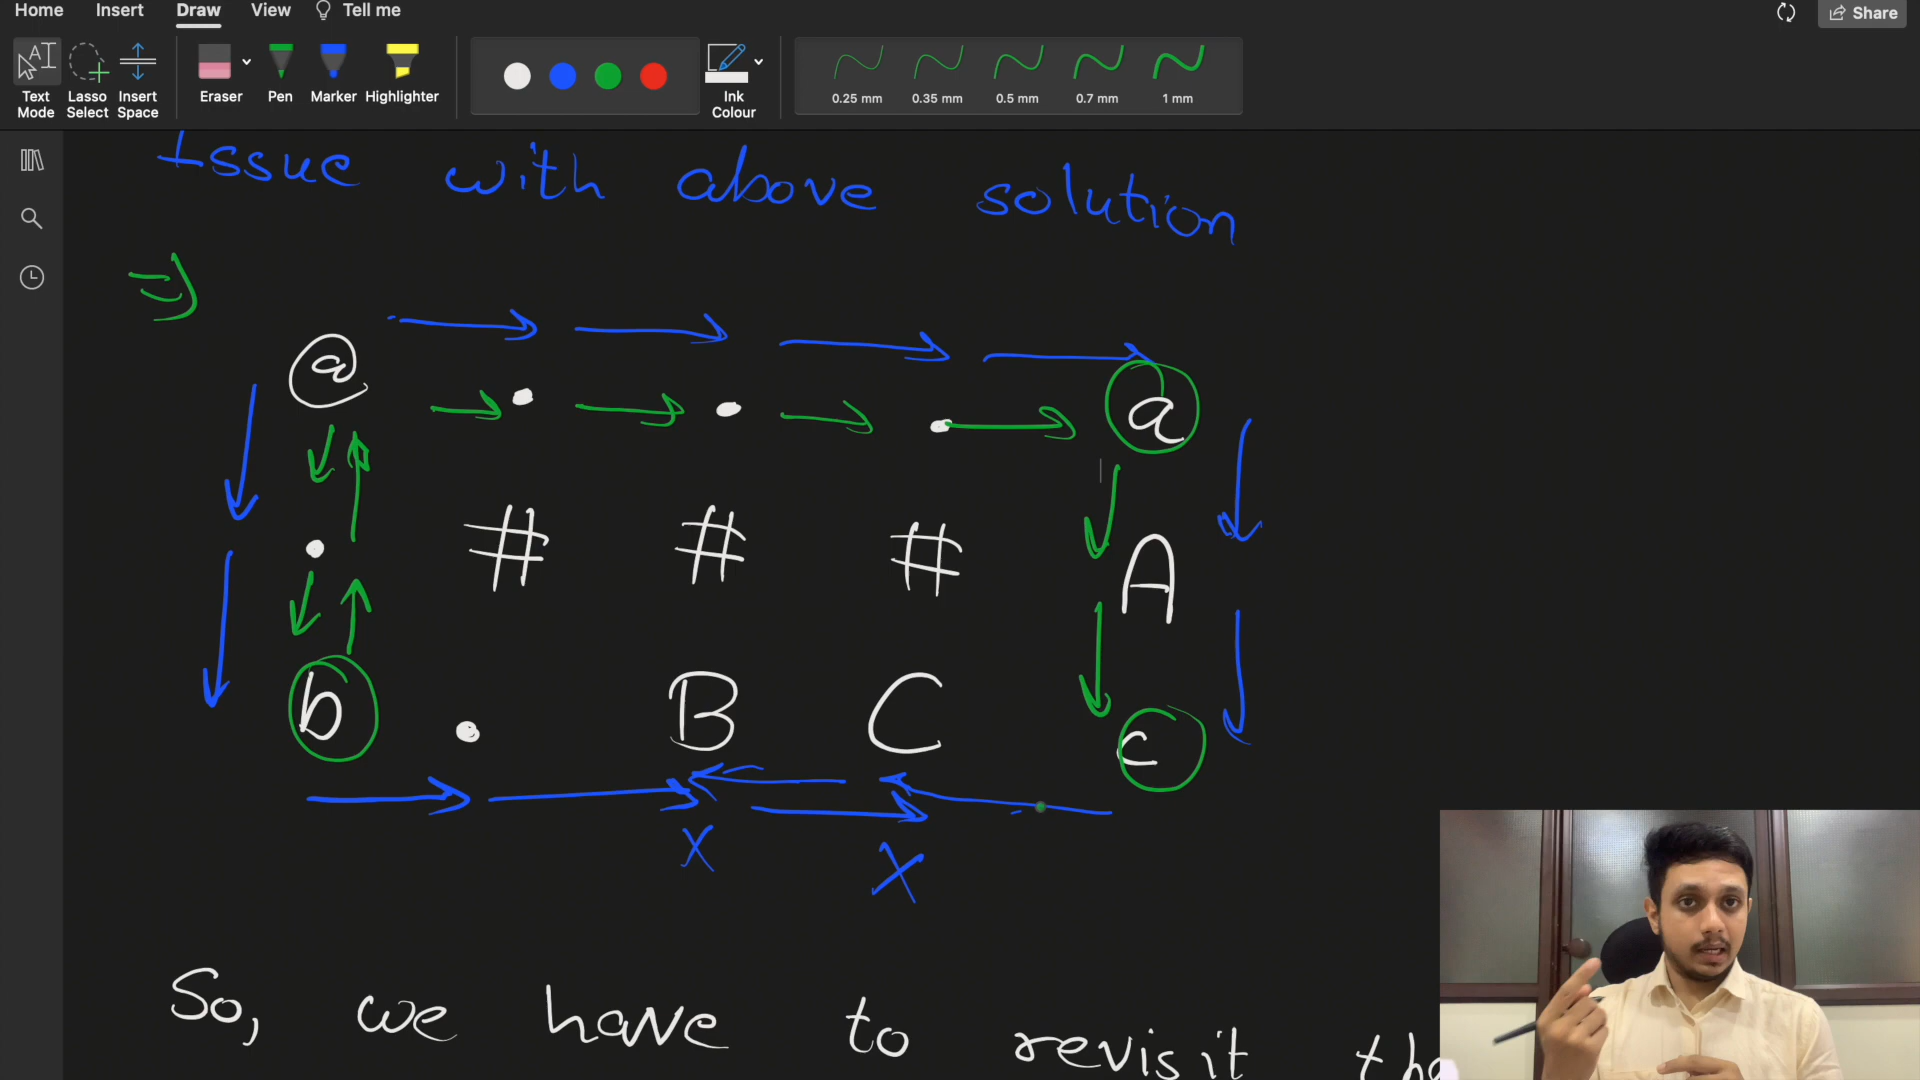 Home Insert Draw View Tell me Share
Text Mode Lasso Select Insert Space Eraser Pen Marker Highlighter Ink Colour 0.25 mm 0.35 mm 0.5 mm 0.7 mm 1 mm
Issue with above solution
=>
@ . . . a
. # # # A
b . B C c
X X
So, we have to revisit